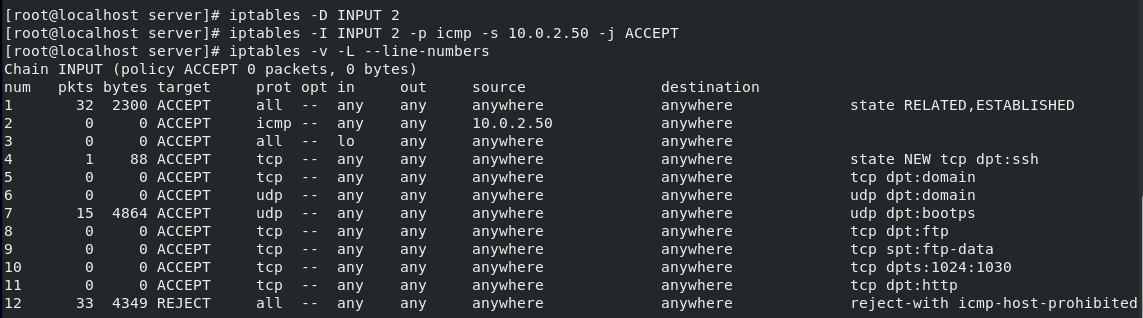 [root@localhost server]# iptables -D INPUT 2
[root@localhost server]# iptables -I INPUT 2 -p icmp -s 10.0.2.50 -j ACCEPT
[root@localhost server]# iptables -v -L --line-numbers
Chain INPUT (policy ACCEPT 0 packets, 0 bytes)
num   pkts bytes target     prot opt in     out     source               destination
1       32  2300 ACCEPT     all  --  any    any     anywhere             anywhere             state RELATED,ESTABLISHED
2        0     0 ACCEPT     icmp --  any    any     10.0.2.50            anywhere
3        0     0 ACCEPT     all  --  lo     any     anywhere             anywhere
4        1    88 ACCEPT     tcp  --  any    any     anywhere             anywhere             state NEW tcp dpt:ssh
5        0     0 ACCEPT     tcp  --  any    any     anywhere             anywhere             tcp dpt:domain
6        0     0 ACCEPT     udp  --  any    any     anywhere             anywhere             udp dpt:domain
7       15  4864 ACCEPT     udp  --  any    any     anywhere             anywhere             udp dpt:bootps
8        0     0 ACCEPT     tcp  --  any    any     anywhere             anywhere             tcp dpt:ftp
9        0     0 ACCEPT     tcp  --  any    any     anywhere             anywhere             tcp spt:ftp-data
10       0     0 ACCEPT     tcp  --  any    any     anywhere             anywhere             tcp dpts:1024:1030
11       0     0 ACCEPT     tcp  --  any    any     anywhere             anywhere             tcp dpt:http
12      33  4349 REJECT     all  --  any    any     anywhere             anywhere             reject-with icmp-host-prohibited